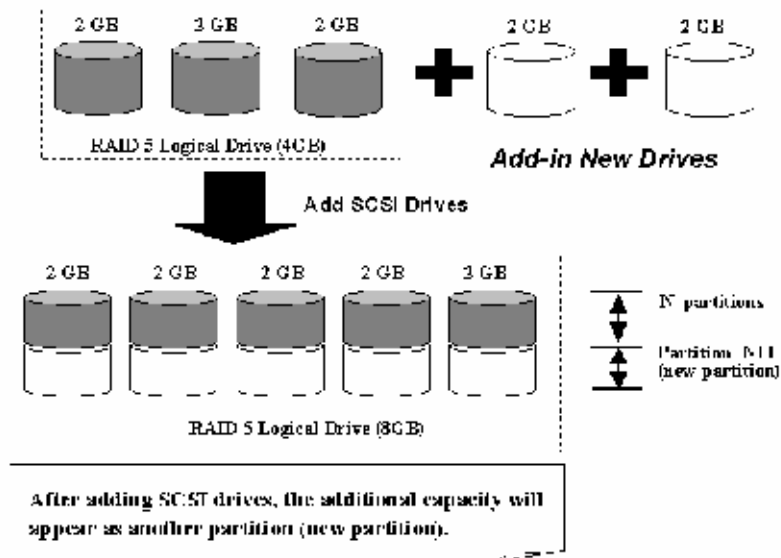 2 GB 3 GB 2 GB 2 GB 2 GB
RAID 5 Logical Drive (4GB)
Add-in New Drives
Add SCSI Drives
2 GB 2 GB 2 GB 2 GB 3 GB
N partitions
Partition
(new partition)
RAID 5 Logical Drive (8GB)
After adding SCSI drives, the additional capacity will
appear as another partition (new partition).